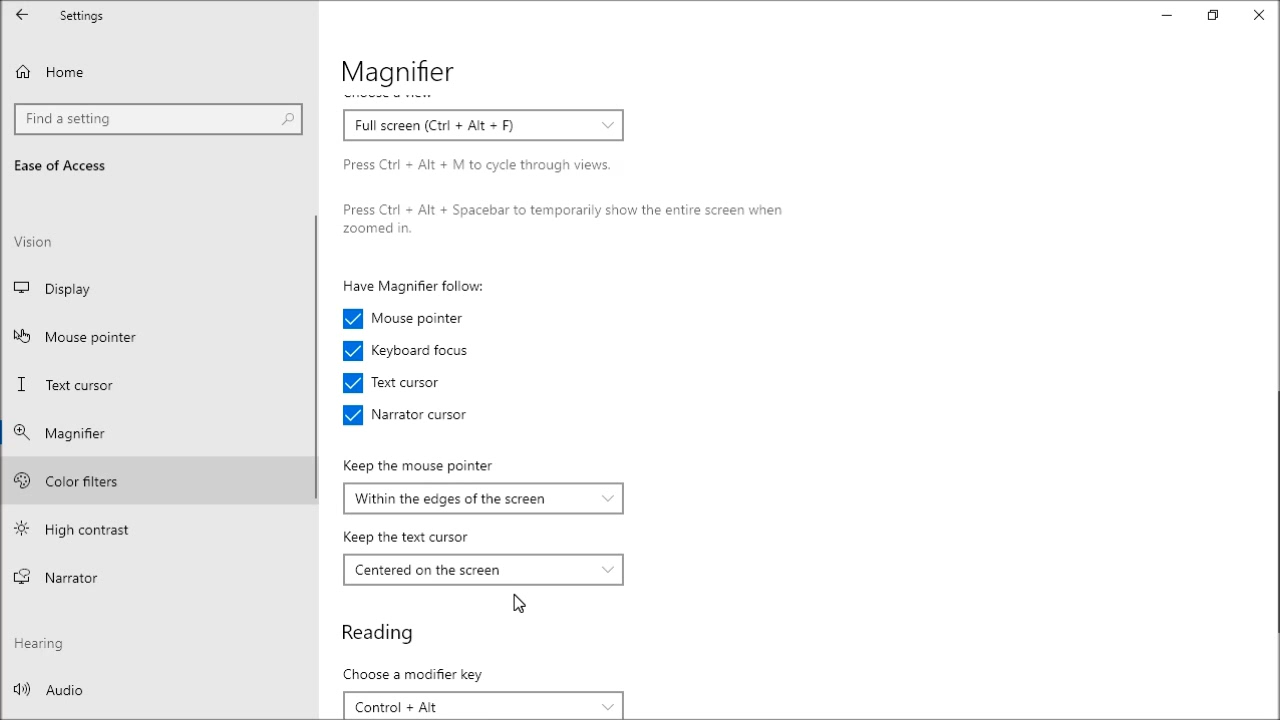 Settings
Home
Find a setting
Ease of Access
Vision
Display
Mouse pointer
Text cursor
Magnifier
Color filters
High contrast
Narrator
Hearing
Audio
Magnifier
Choose a view
Full screen (Ctrl + Alt + F)
Press Ctrl + Alt + M to cycle through views.
Press Ctrl + Alt + Spacebar to temporarily show the entire screen when
zoomed in.
Have Magnifier follow:
Mouse pointer
Keyboard focus
Text cursor
Narrator cursor
Keep the mouse pointer
Within the edges of the screen
Keep the text cursor
Centered on the screen
Reading
Choose a modifier key
Control + Alt